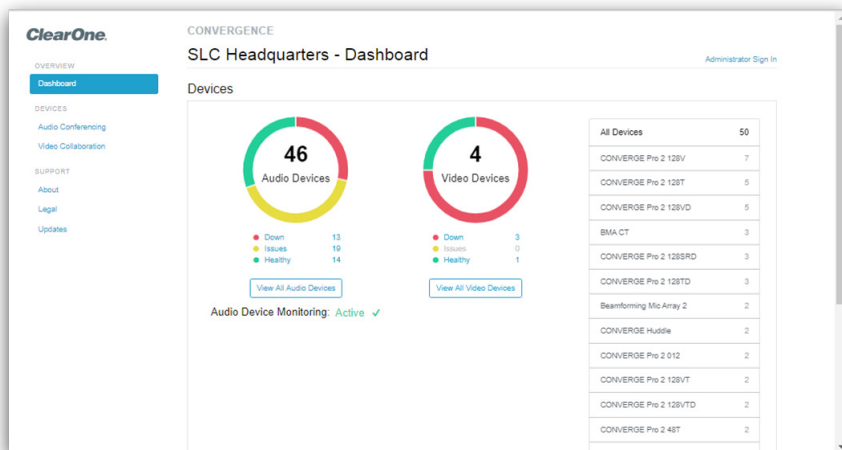 ClearOne.
OVERVIEW
Dashboard
DEVICES
Audio Conferencing
Video Collaboration
SUPPORT
About
Legal
Updates
CONVERGENCE
SLC Headquarters - Dashboard
Administrator Sign In
Devices
46
Audio Devices
Down 13
Issues 19
Healthy 14
View All Audio Devices
Audio Device Monitoring: Active ✓
4
Video Devices
Down 3
Issues 0
Healthy 1
View All Video Devices
All Devices 50
CONVERGE Pro 2 128V 7
CONVERGE Pro 2 128T 5
CONVERGE Pro 2 128VD 5
BMA CT 3
CONVERGE Pro 2 128SRD 3
CONVERGE Pro 2 128TD 3
Beamforming Mic Array 2 2
CONVERGE Huddle 2
CONVERGE Pro 2 012 2
CONVERGE Pro 2 128VT 2
CONVERGE Pro 2 128VTD 2
CONVERGE Pro 2 48T 2